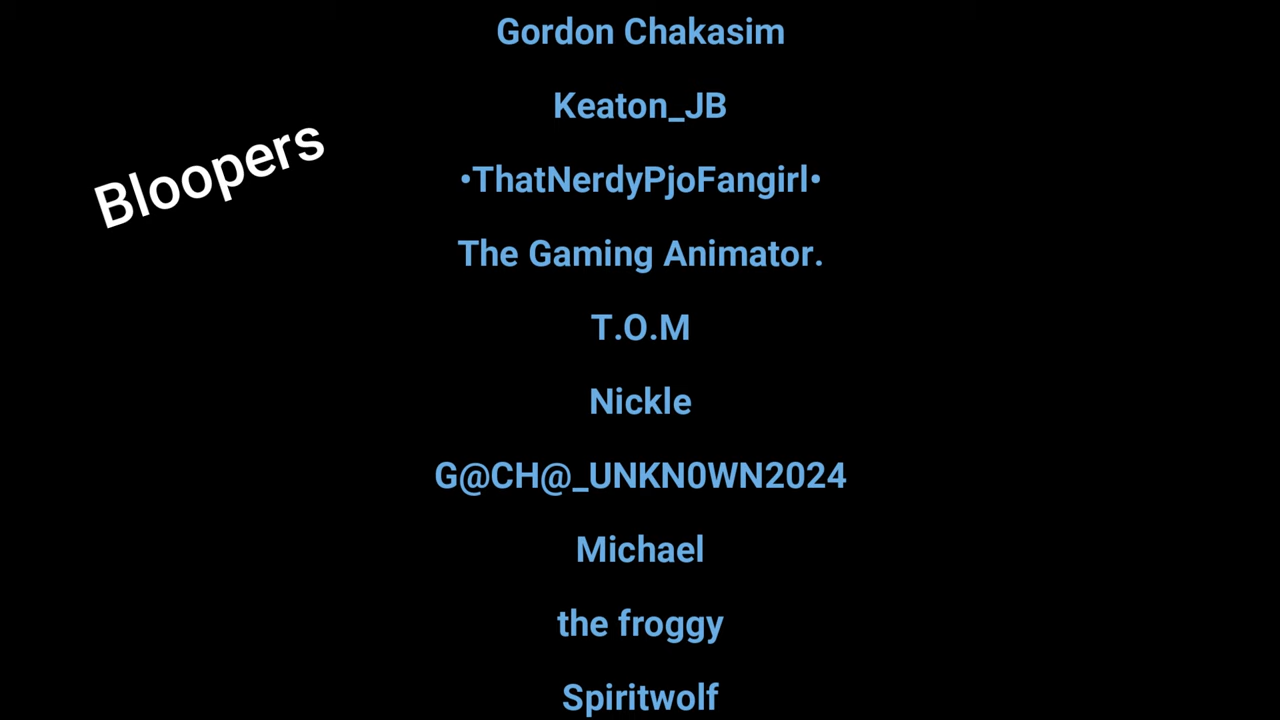 Gordon Chakasim
Keaton_JB
Bloopers
•ThatNerdyPjoFangirl•
The Gaming Animator.
T.O.M
Nickle
G@CH@_UNKN0WN2024
Michael
the froggy
Spiritwolf